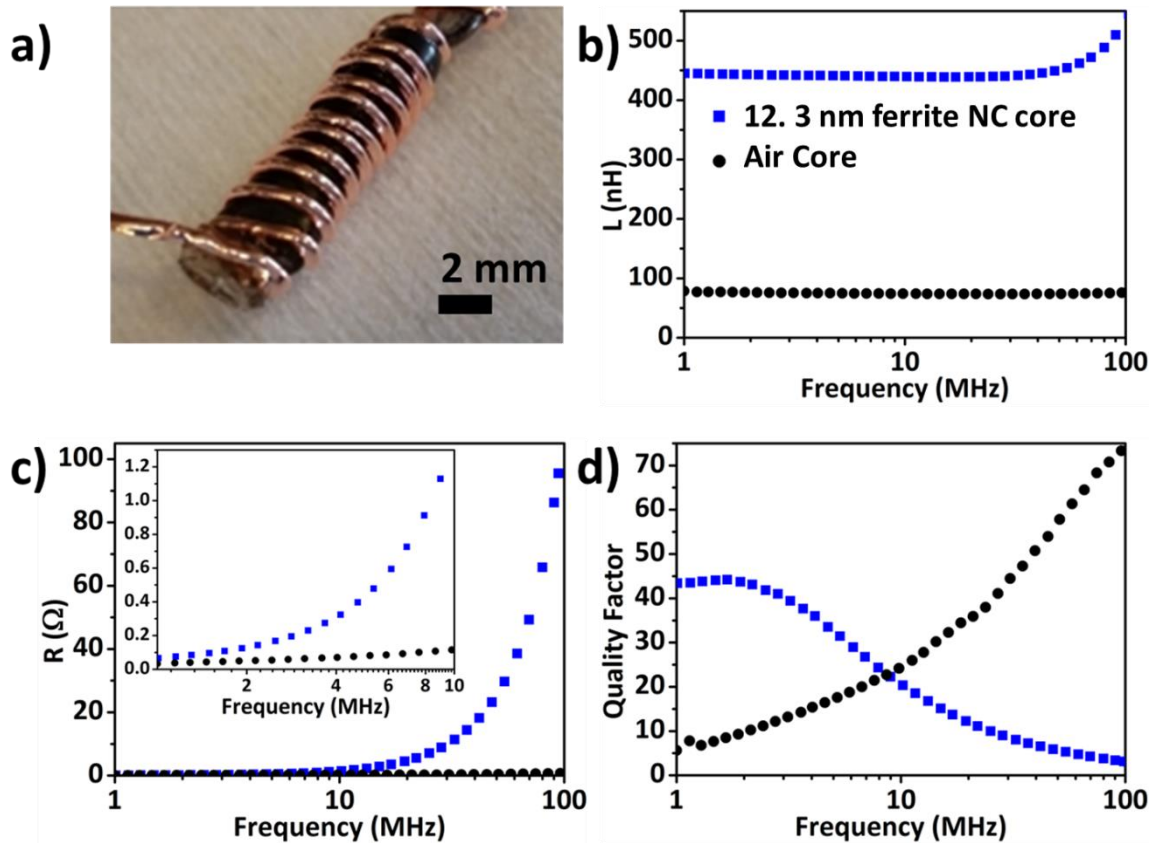 a)
2 mm
b)
L (nH)
500
400
300
200
100
0
12. 3 nm ferrite NC core
Air Core
1
10
100
Frequency (MHz)
c)
R (Ω)
100
80
60
40
20
0
1.2
1.0
0.8
0.6
0.4
0.2
0.0
2
4
6
8
10
Frequency (MHz)
1
10
100
Frequency (MHz)
d)
Quality Factor
70
60
50
40
30
20
10
0
1
10
100
Frequency (MHz)